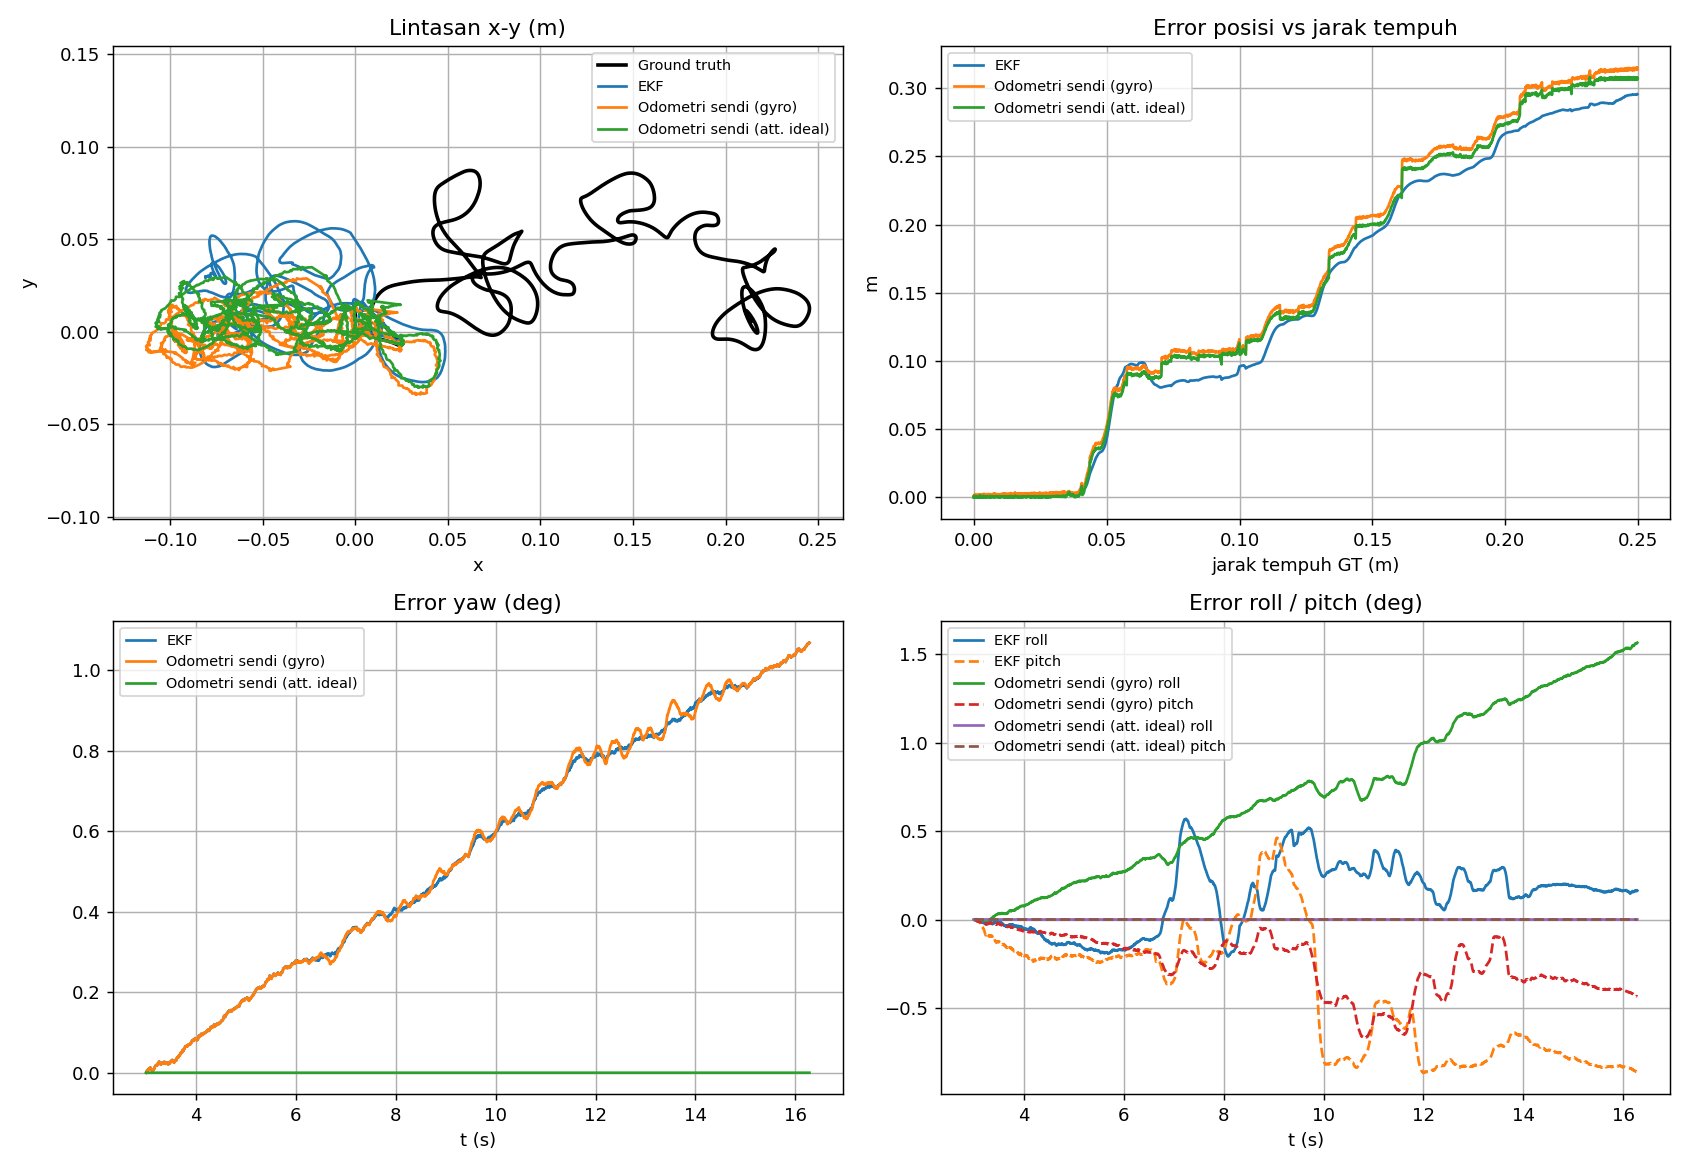 Lintasan x-y (m)
0.15
0.10
0.05
0.00
−0.05
−0.10
y
−0.10
−0.05
0.00
0.05
0.10
0.15
0.20
0.25
x
Ground truth
EKF
Odometri sendi (gyro)
Odometri sendi (att. ideal)
Error posisi vs jarak tempuh
EKF
Odometri sendi (gyro)
Odometri sendi (att. ideal)
0.30
0.25
0.20
0.15
0.10
0.05
0.00
m
0.00
0.05
0.10
0.15
0.20
0.25
jarak tempuh GT (m)
Error yaw (deg)
EKF
Odometri sendi (gyro)
Odometri sendi (att. ideal)
1.0
0.8
0.6
0.4
0.2
0.0
4
6
8
10
12
14
16
t (s)
Error roll / pitch (deg)
EKF roll
EKF pitch
Odometri sendi (gyro) roll
Odometri sendi (gyro) pitch
Odometri sendi (att. ideal) roll
Odometri sendi (att. ideal) pitch
1.5
1.0
0.5
0.0
−0.5
4
6
8
10
12
14
16
t (s)